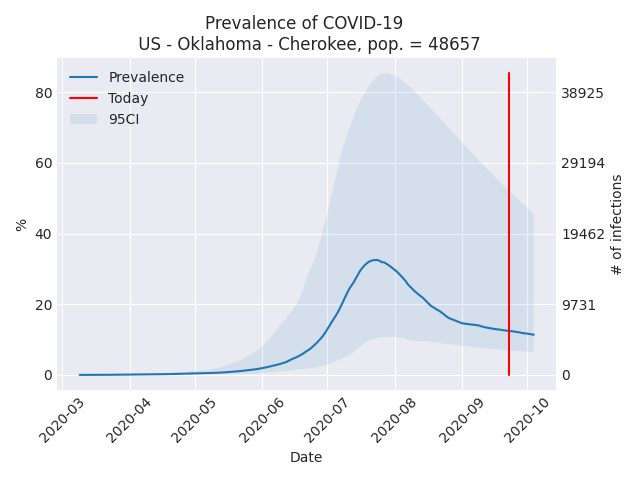 Prevalence of COVID-19
US - Oklahoma - Cherokee, pop. = 48657
Prevalence
Today
95CI
80
60
40
20
0
%
38925
29194
19462
9731
0
# of infections
2020-03
2020-04
2020-05
2020-06
2020-07
2020-08
2020-09
2020-10
Date